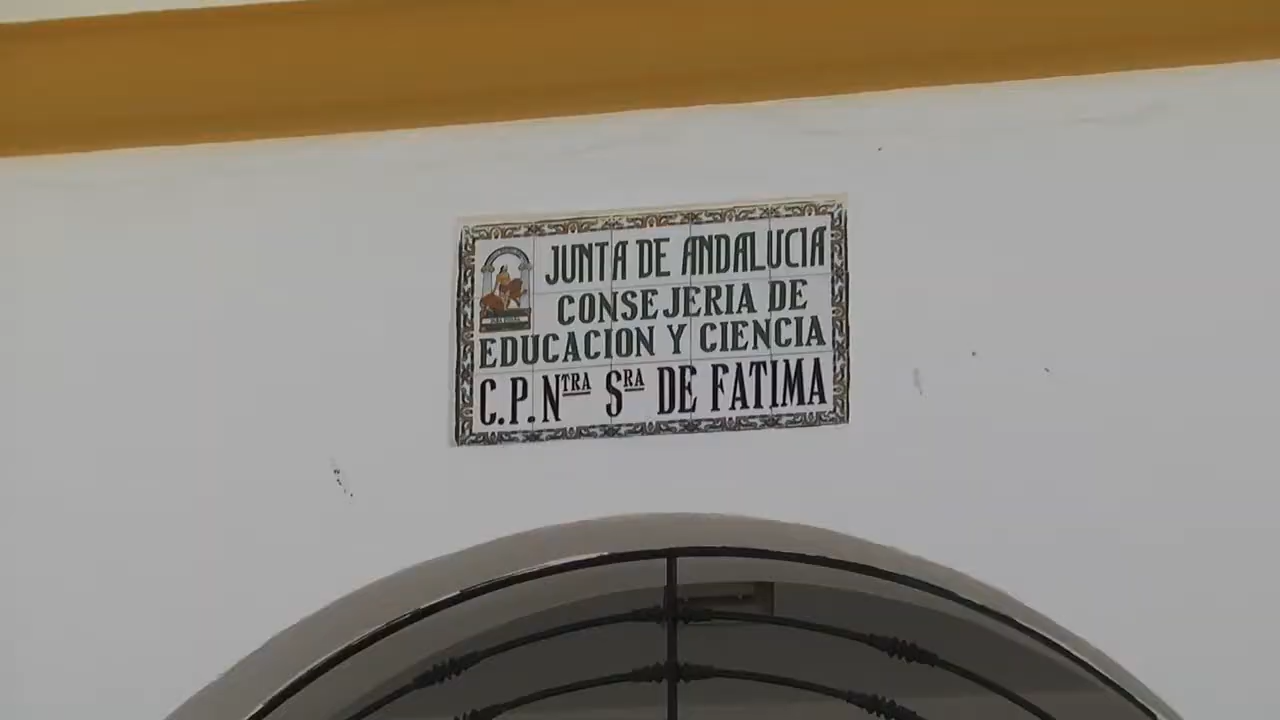 JUNTA DE ANDALUCIA
CONSEJERIA DE
EDUCACION Y CIENCIA
C.P. NTRA SRA DE FATIMA